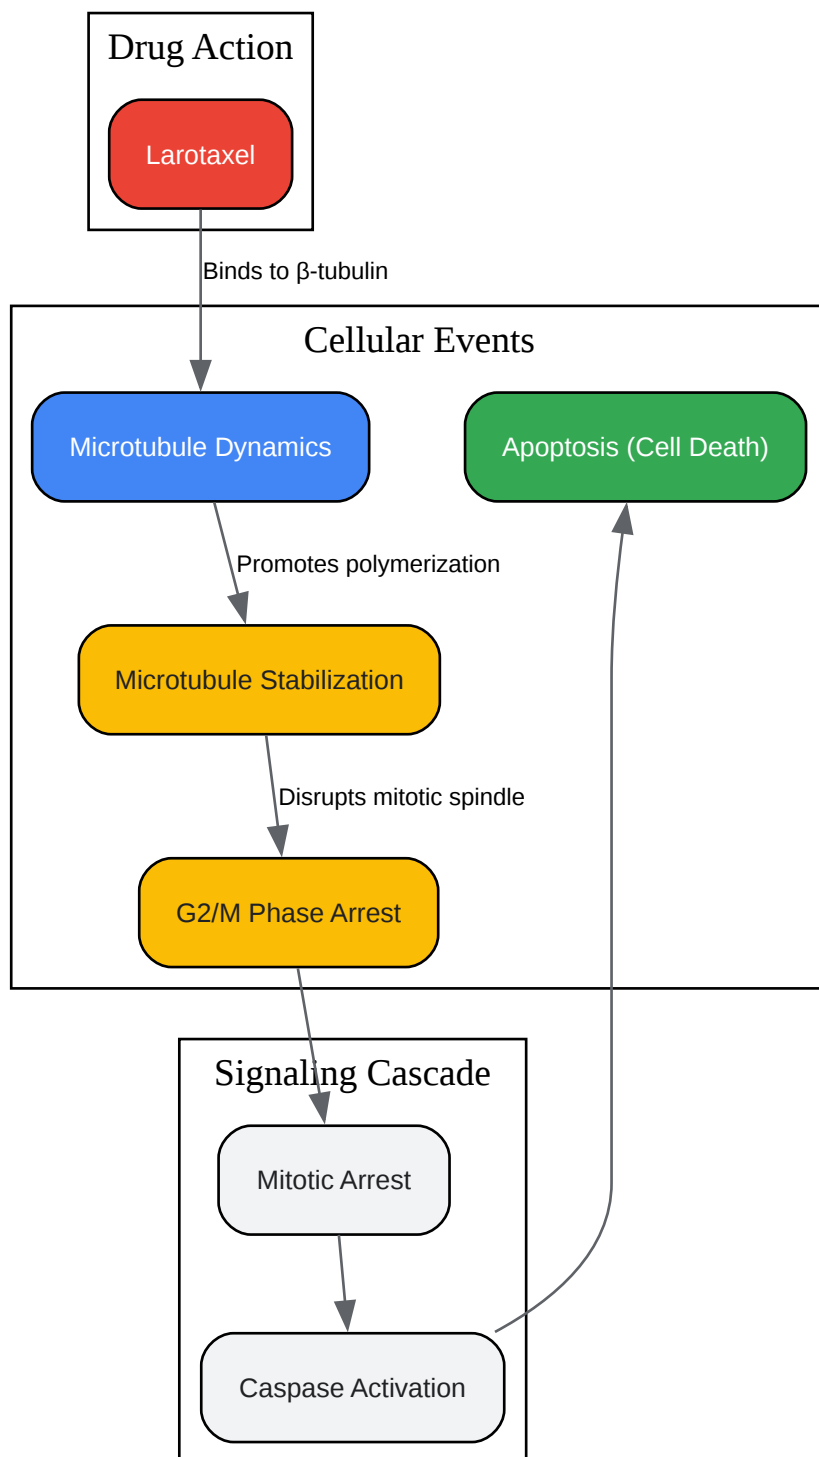 Drug Action
Larotaxel
Binds to β-tubulin
Cellular Events
Microtubule Dynamics
Apoptosis (Cell Death)
Promotes polymerization
Microtubule Stabilization
Disrupts mitotic spindle
G2/M Phase Arrest
Signaling Cascade
Mitotic Arrest
Caspase Activation